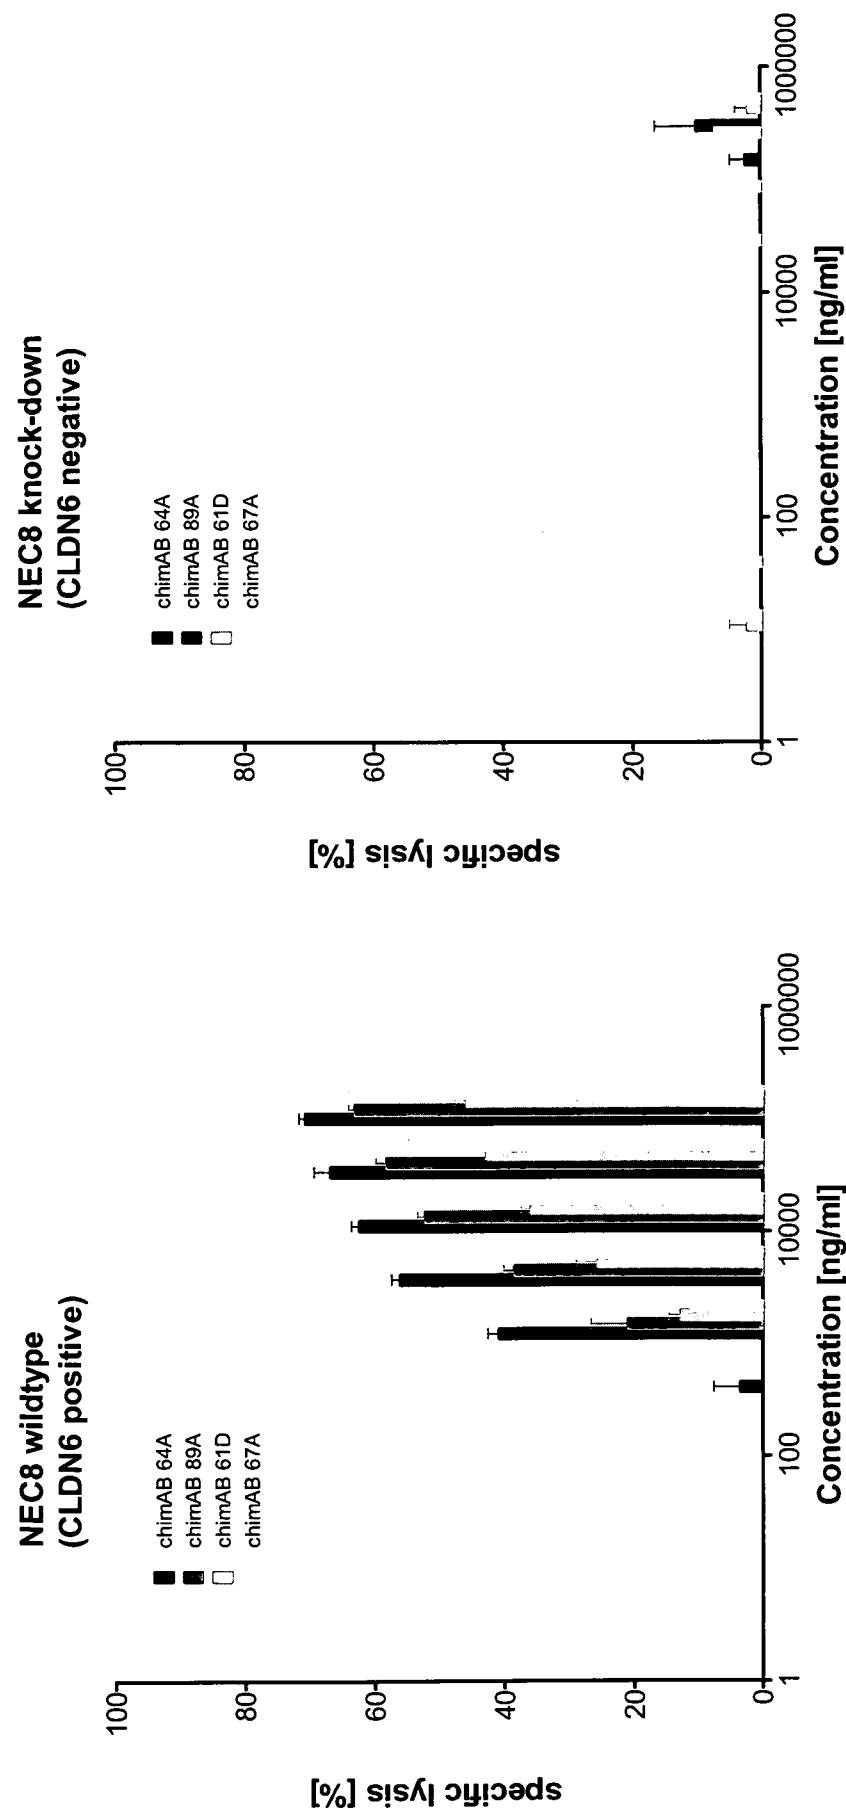 NEC8 wildtype
(CLDN6 positive)
chimAB 64A
chimAB 89A
chimAB 61D
chimAB 67A
specific lysis [%]
100
80
60
40
20
0
1
100
10000
1000000
Concentration [ng/ml]
NEC8 knock-down
(CLDN6 negative)
chimAB 64A
chimAB 89A
chimAB 61D
chimAB 67A
specific lysis [%]
100
80
60
40
20
0
1
100
10000
1000000
Concentration [ng/ml]